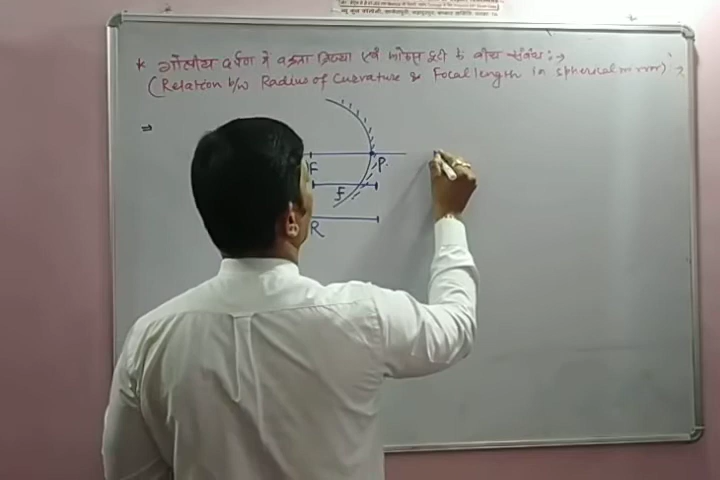 * गोलीय दर्पण में वक्रता त्रिज्या एवं फोकस दूरी के बीच संबंध :→
(Relation b/w Radius of Curvature & Focal length in spherical mirror) →
⇒
F P.
f
R